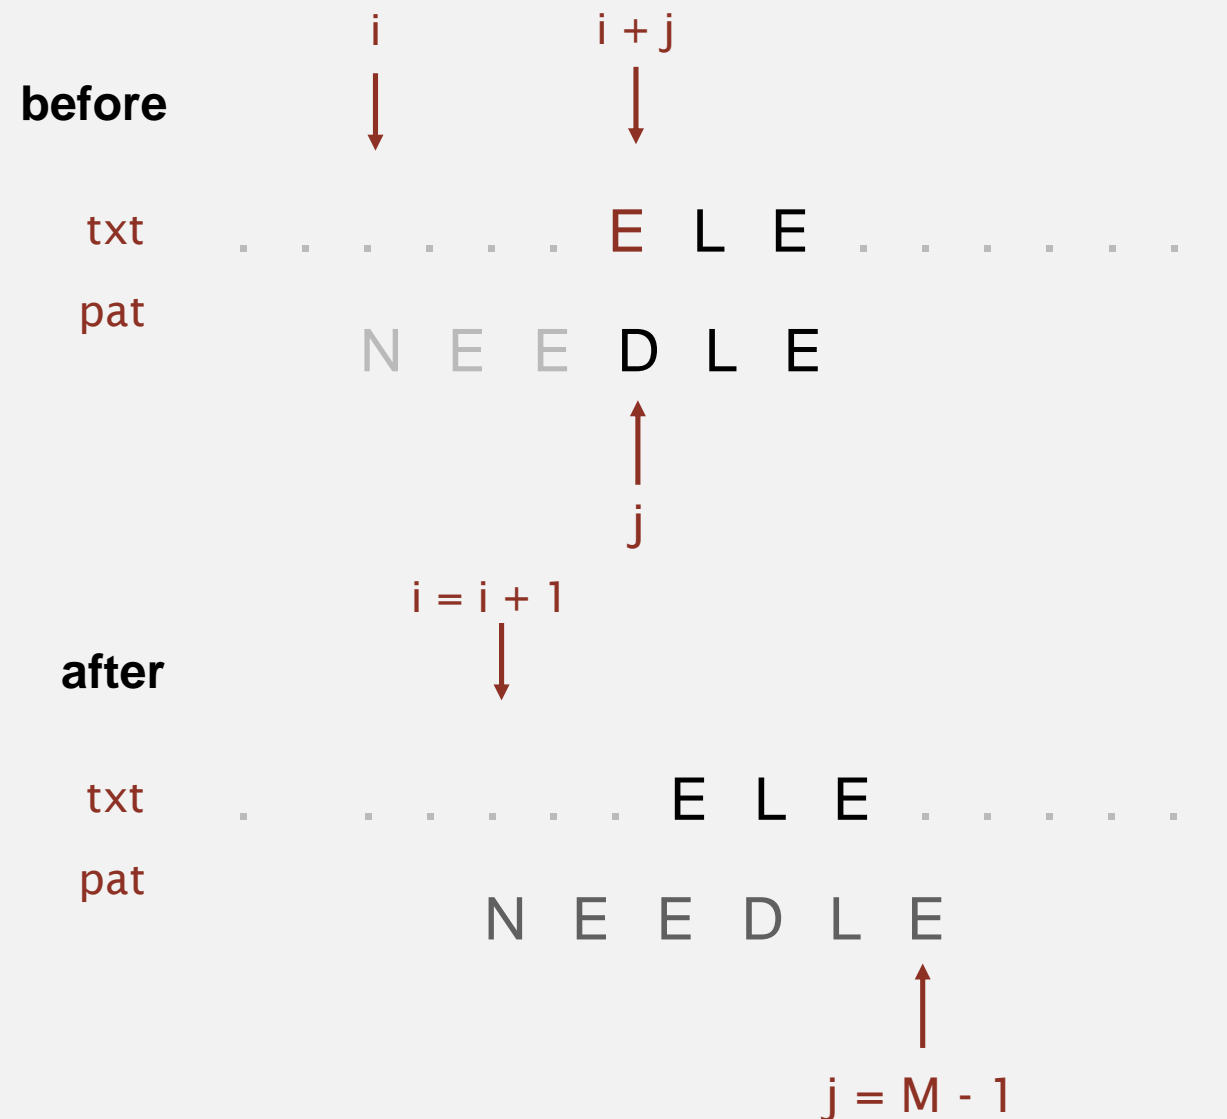 i i + j
before
txt . . . . . . E L E . . . . . .
pat N E E D L E
j
i = i + 1
after
txt . . . . . . E L E . . . . .
pat N E E D L E
j = M - 1